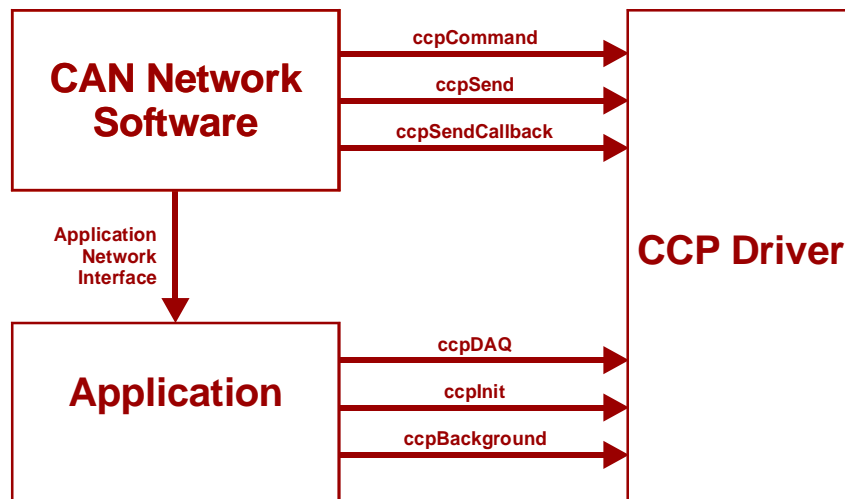 CAN Network
Software
ccpCommand
ccpSend
ccpSendCallback
Application
Network
Interface
CCP Driver
Application
ccpDAQ
ccpInit
ccpBackground